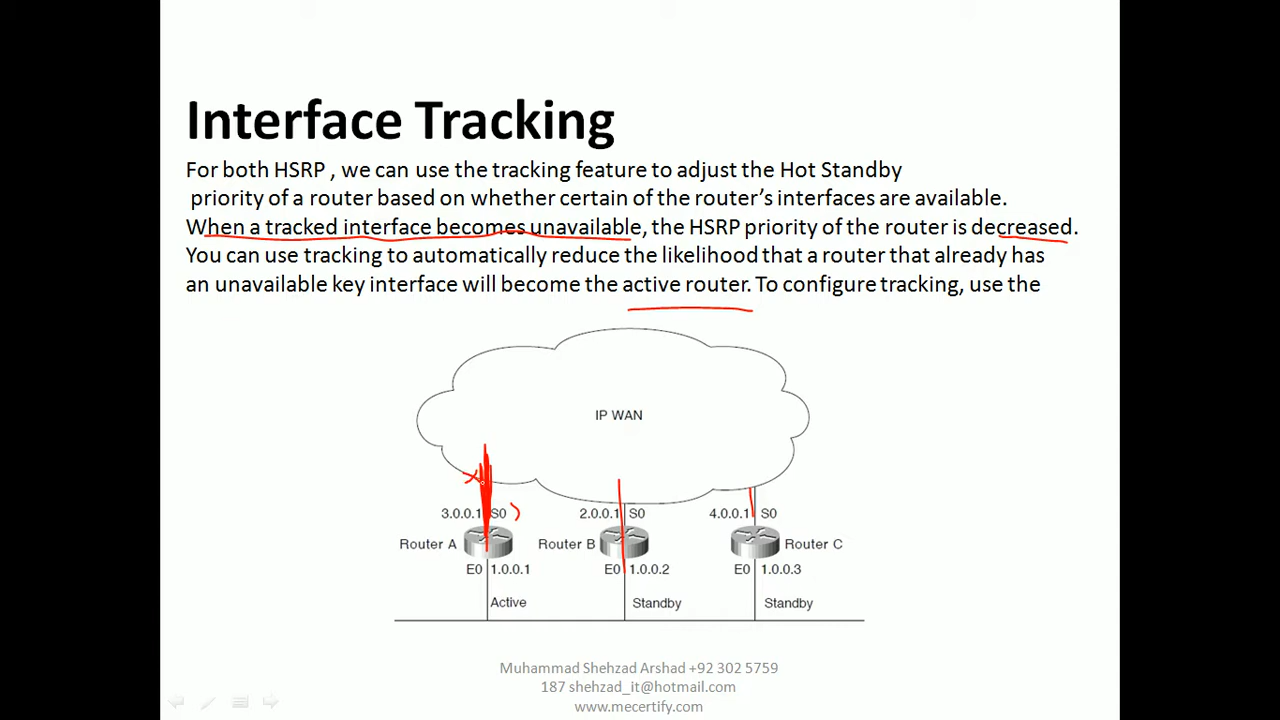 Interface Tracking
For both HSRP , we can use the tracking feature to adjust the Hot Standby
priority of a router based on whether certain of the router's interfaces are available.
When a tracked interface becomes unavailable, the HSRP priority of the router is decreased.
You can use tracking to automatically reduce the likelihood that a router that already has
an unavailable key interface will become the active router. To configure tracking, use the
IP WAN
3.0.0.1 S0 2.0.0.1 S0 4.0.0.1 S0
Router A Router B Router C
E0 1.0.0.1 E0 1.0.0.2 E0 1.0.0.3
Active Standby Standby
Muhammad Shehzad Arshad +92 302 5759
187 shehzad_it@hotmail.com
www.mecertify.com